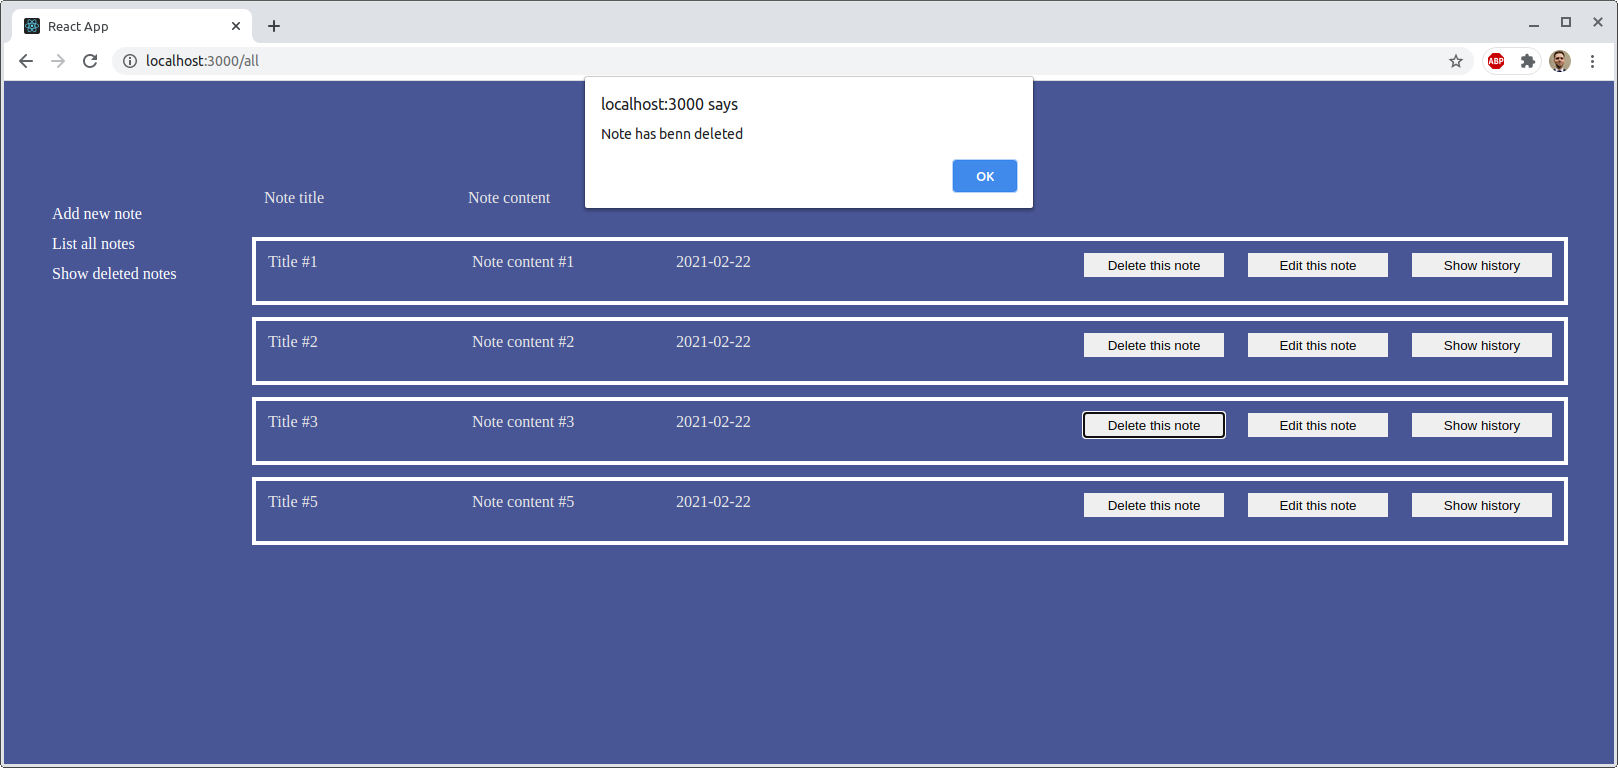 React App
localhost:3000/all
ABP
localhost:3000 says
Note has benn deleted
OK
Add new note
List all notes
Show deleted notes
Note title Note content
Title #1 Note content #1 2021-02-22 Delete this note Edit this note Show history
Title #2 Note content #2 2021-02-22 Delete this note Edit this note Show history
Title #3 Note content #3 2021-02-22 Delete this note Edit this note Show history
Title #5 Note content #5 2021-02-22 Delete this note Edit this note Show history